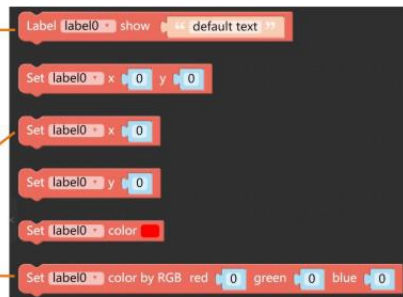 Label label0 show “ default text ”
Set label0 x 0 y 0
Set label0 x 0
Set label0 y 0
Set label0 color
Set label0 color by RGB red 0 green 0 blue 0